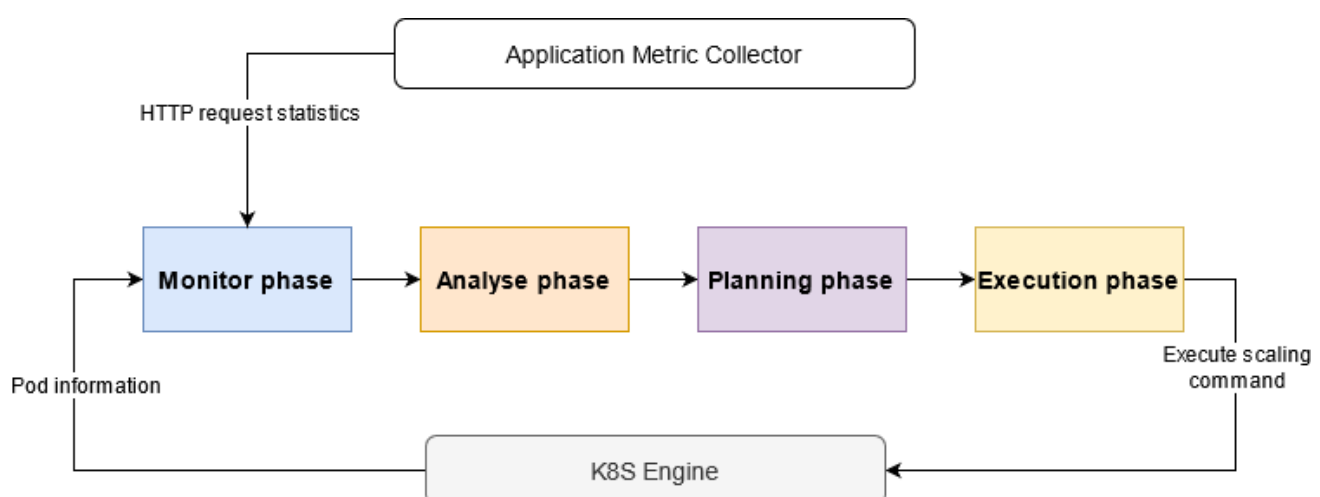 Application Metric Collector
HTTP request statistics
Monitor phase
Analyse phase
Planning phase
Execution phase
Execute scaling
command
Pod information
K8S Engine